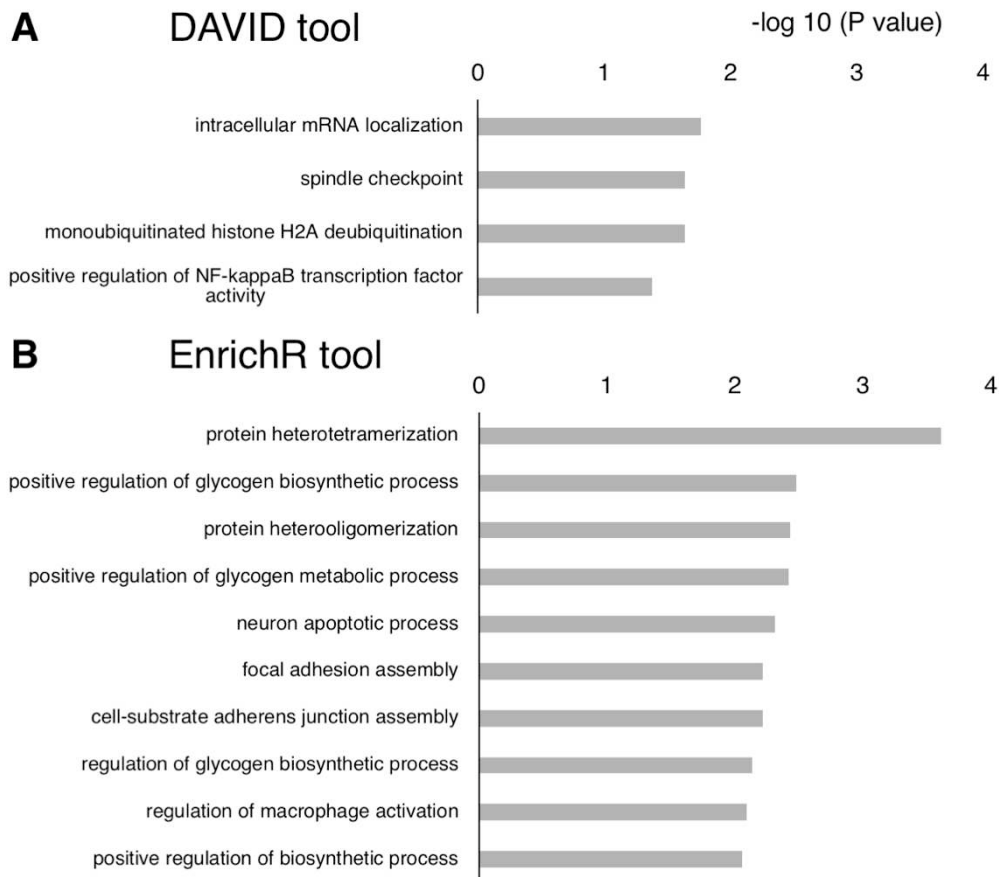 A DAVID tool -log 10 (P value)
0 1 2 3 4
intracellular mRNA localization
spindle checkpoint
monoubiquitinated histone H2A deubiquitination
positive regulation of NF-kappaB transcription factor
activity
B EnrichR tool
0 1 2 3 4
protein heterotetramerization
positive regulation of glycogen biosynthetic process
protein heterooligomerization
positive regulation of glycogen metabolic process
neuron apoptotic process
focal adhesion assembly
cell-substrate adherens junction assembly
regulation of glycogen biosynthetic process
regulation of macrophage activation
positive regulation of biosynthetic process